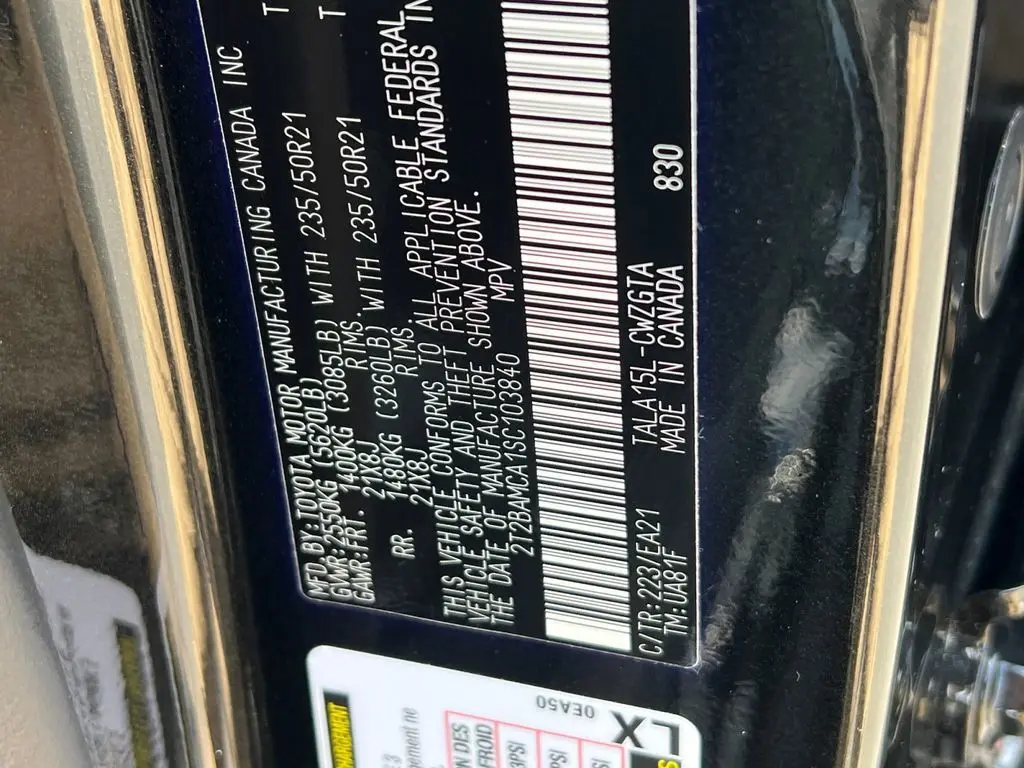 MFD. BY: TOYOTA MOTOR MANUFACTURING CANADA INC
GVWR: 2550KG (5620LB)
GAWR: FRT. 1400KG (3085LB) WITH 235/50R21 T
21X8J RIMS.
RR. 1480KG (3260LB) WITH 235/50R21 T
21X8J RIMS.
THIS VEHICLE CONFORMS TO ALL APPLICABLE FEDERAL
VEHICLE SAFETY AND THEFT PREVENTION STANDARDS IN
THE DATE OF MANUFACTURE SHOWN ABOVE.
2T2BAMCA1SC103840 MPV
C/TR: 223/EA21 TALA15L-CWZGTA 830
TM: UA81F MADE IN CANADA
LX
0EA50